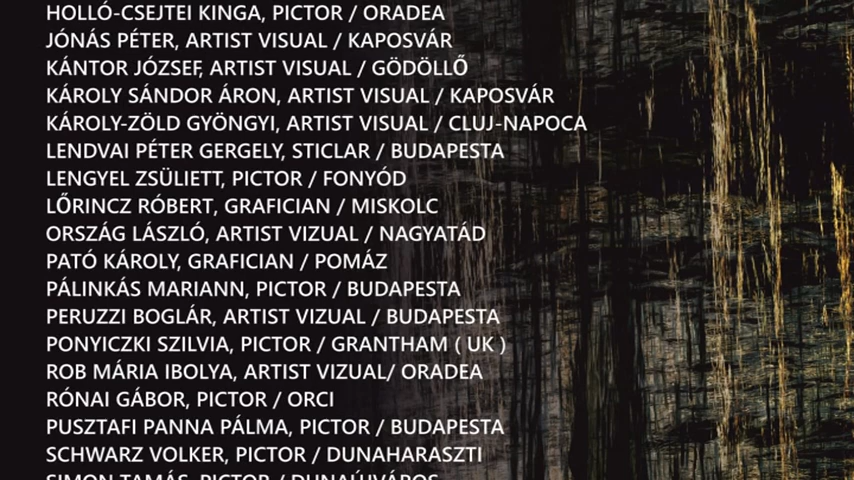 HOLLÓ-CSEJTEI KINGA, PICTOR / ORADEA
JÓNÁS PÉTER, ARTIST VISUAL / KAPOSVÁR
KÁNTOR JÓZSEF, ARTIST VISUAL / GÖDÖLLŐ
KÁROLY SÁNDOR ÁRON, ARTIST VISUAL / KAPOSVÁR
KÁROLY-ZÖLD GYÖNGYI, ARTIST VISUAL / CLUJ-NAPOCA
LENDVAI PÉTER GERGELY, STICLAR / BUDAPESTA
LENGYEL ZSÜLIETT, PICTOR / FONYÓD
LŐRINCZ RÓBERT, GRAFICIAN / MISKOLC
ORSZÁG LÁSZLÓ, ARTIST VIZUAL / NAGYATÁD
PATÓ KÁROLY, GRAFICIAN / POMÁZ
PÁLINKÁS MARIANN, PICTOR / BUDAPESTA
PERUZZI BOGLÁR, ARTIST VIZUAL / BUDAPESTA
PONYICZKI SZILVIA, PICTOR / GRANTHAM ( UK )
ROB MÁRIA IBOLYA, ARTIST VIZUAL/ ORADEA
RÓNAI GÁBOR, PICTOR / ORCI
PUSZTAFI PANNA PÁLMA, PICTOR / BUDAPESTA
SCHWARZ VOLKER, PICTOR / DUNAHARASZTI
SIMON TAMÁS, PICTOR / DUNAÚJVÁROS